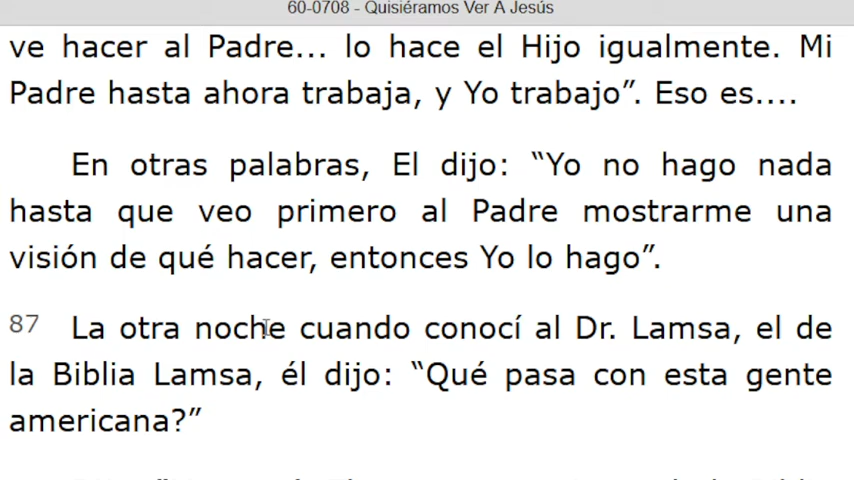 60-0708 - Quisiéramos Ver A Jesús
ve hacer al Padre... lo hace el Hijo igualmente. Mi
Padre hasta ahora trabaja, y Yo trabajo”. Eso es....
En otras palabras, El dijo: “Yo no hago nada
hasta que veo primero al Padre mostrarme una
visión de qué hacer, entonces Yo lo hago”.
87 La otra noche cuando conocí al Dr. Lamsa, el de
la Biblia Lamsa, él dijo: “Qué pasa con esta gente
americana?”